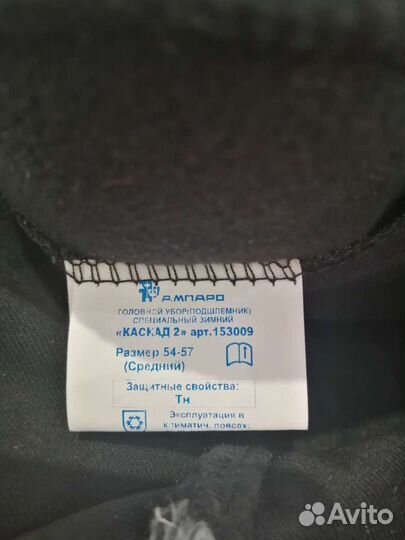 АМПАРО
ГОЛОВНОЙ УБОР(ПОДШЛЕМНИК)
СПЕЦИАЛЬНЫЙ ЗИМНИЙ
«КАСКАД 2» арт.153009
Размер 54-57
(Средний)
Защитные свойства:
Тн
Эксплуатация в
климатич. поясах:
Avito